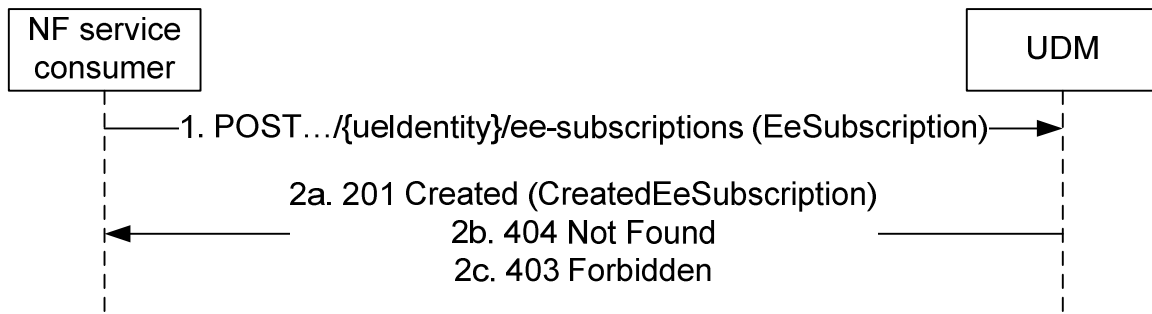 NF service
consumer
UDM
1. POST…/{ueIdentity}/ee-subscriptions (EeSubscription)
2a. 201 Created (CreatedEeSubscription)
2b. 404 Not Found
2c. 403 Forbidden